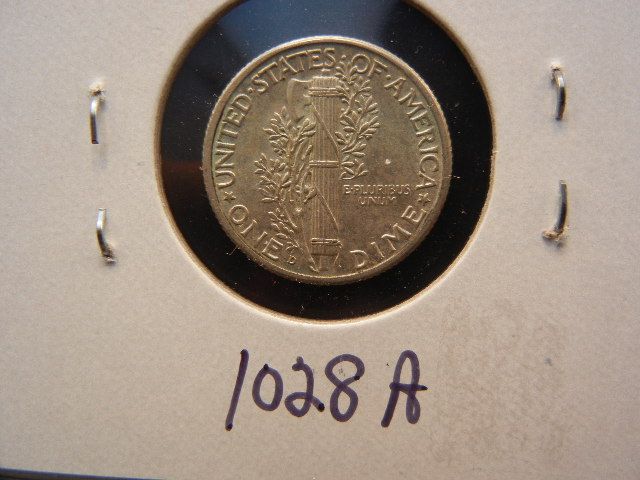 UNITED·STATES·OF·AMERICA
E·PLURIBUS
UNUM
ONE DIME
D
1028 A